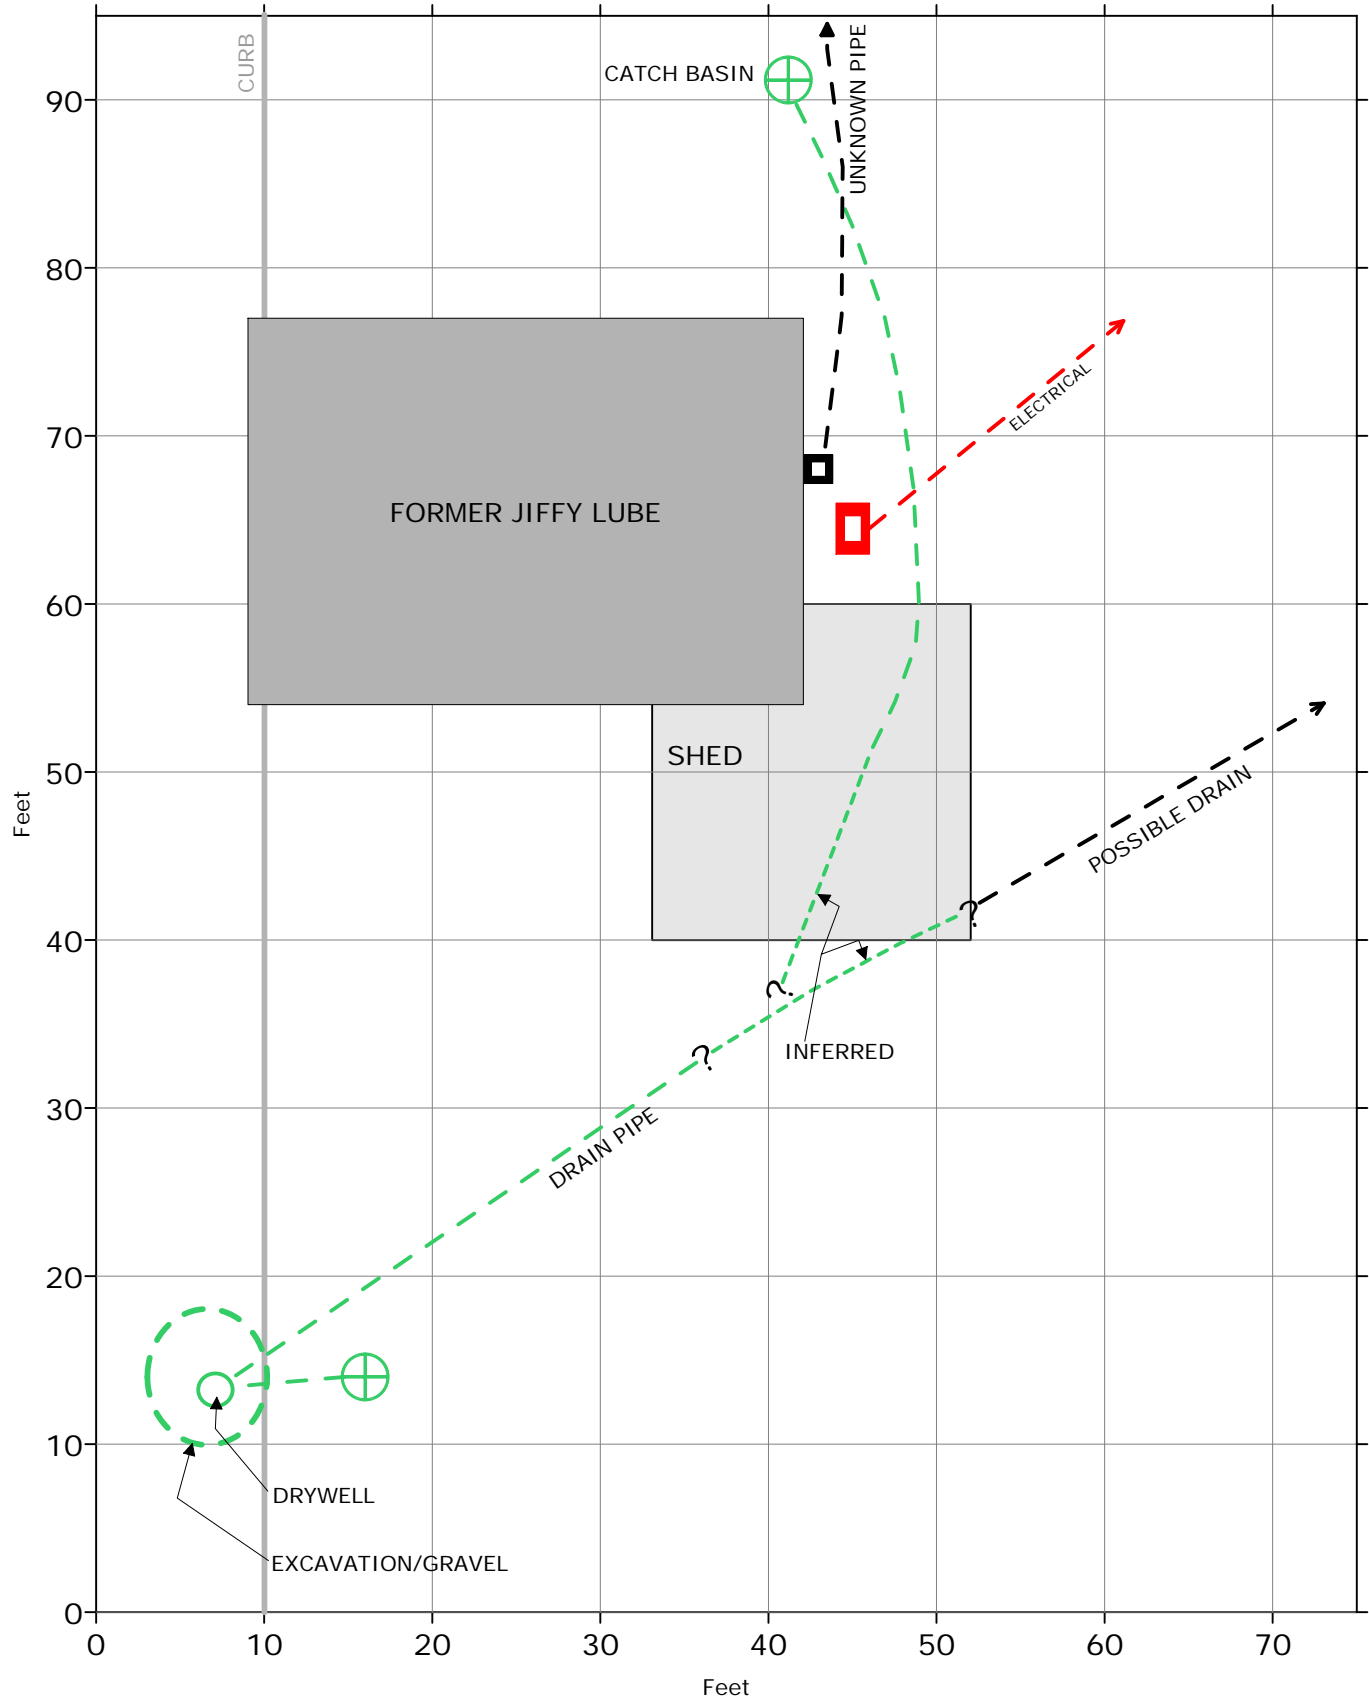 CURB
CATCH BASIN
UNKNOWN PIPE
90
80
ELECTRICAL
70
FORMER JIFFY LUBE
60
SHED
50
POSSIBLE DRAIN
Feet
?
40
?
?
INFERRED
30
DRAIN PIPE
20
10
DRYWELL
EXCAVATION/GRAVEL
0
0 10 20 30 40 50 60 70
Feet